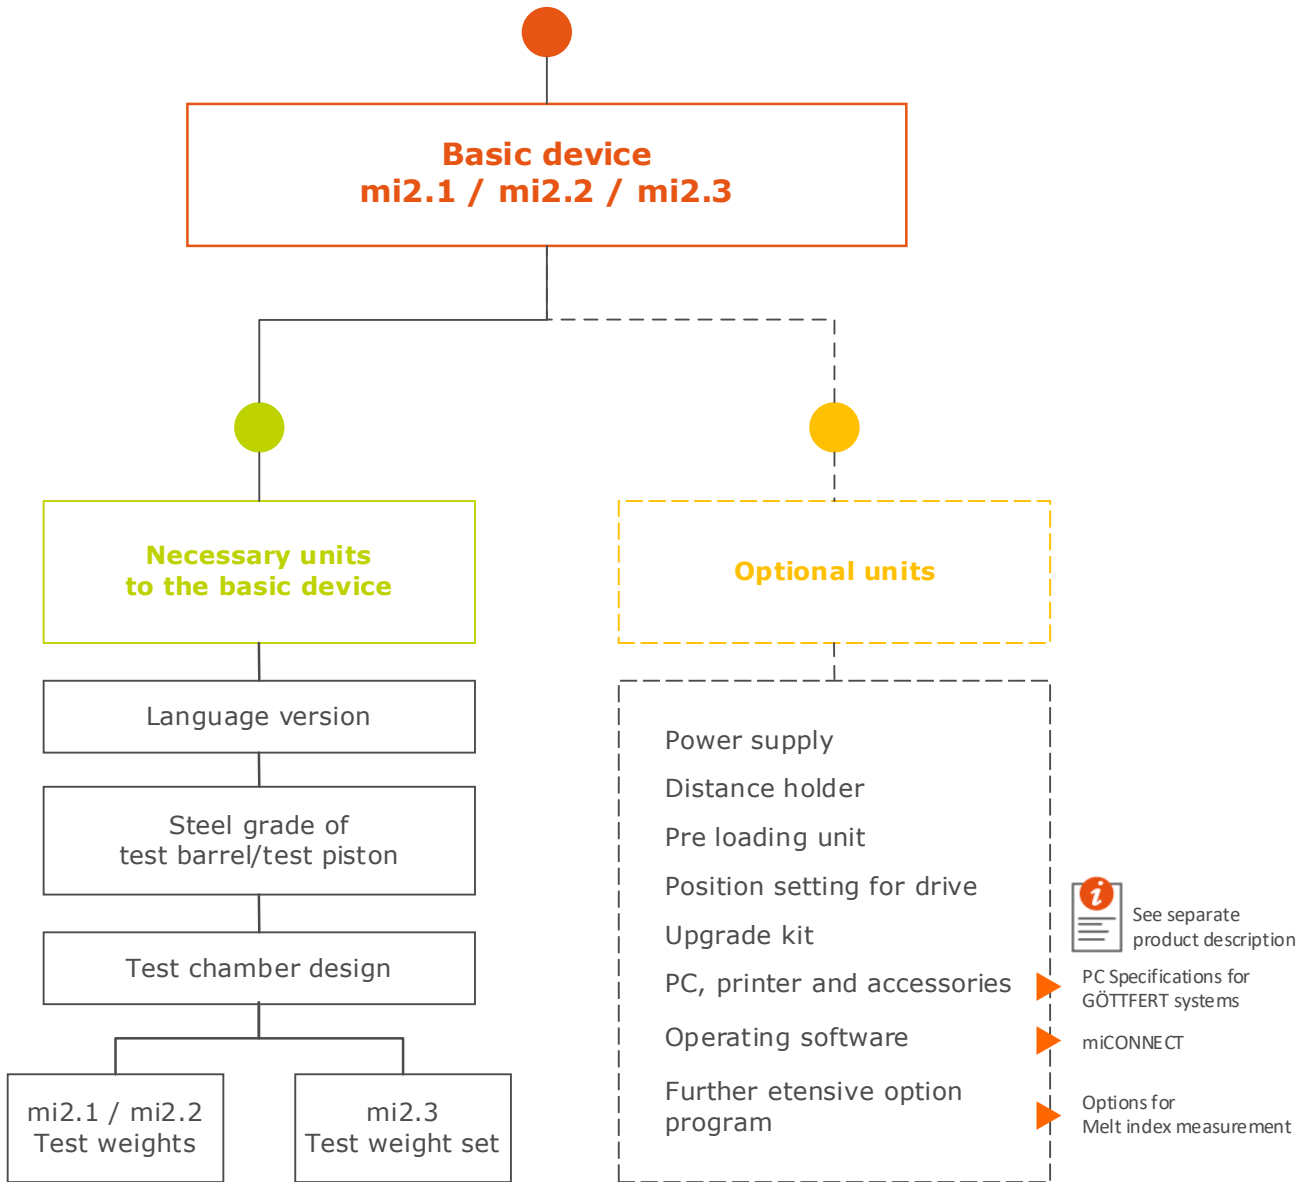 Basic device
mi2.1 / mi2.2 / mi2.3
Necessary units
to the basic device
Language version
Steel grade of
test barrel/test piston
Test chamber design
mi2.1 / mi2.2
Test weights
mi2.3
Test weight set
Optional units
Power supply
Distance holder
Pre loading unit
Position setting for drive
Upgrade kit
PC, printer and accessories
Operating software
Further etensive option
program
i
See separate
product description
PC Specifications for
GÖTTFERT systems
miCONNECT
Options for
Melt index measurement